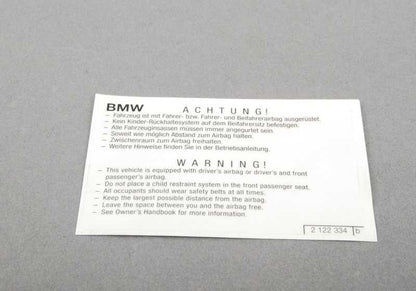 BMW ACHTUNG!
– Fahrzeug ist mit Fahrer- bzw. Fahrer- und Beifahrerairbag ausgerüstet.
– Kein Kinder-Rückhaltesystem auf dem Beifahrersitz befestigen.
– Alle Fahrzeuginsassen müssen immer angegurtet sein.
– Soweit wie möglich Abstand zum Airbag halten.
– Zwischenraum zum Airbag freihalten.
– Weitere Hinweise finden Sie in der Betriebsanleitung.
WARNING!
– This vehicle is equipped with driver's airbag or driver's and front
passenger's airbag.
– Do not place a child restraint system in the front passenger seat.
– All occupants should wear safety belts at all times.
– Keep the largest possible distance from the airbag.
– Leave the space between you and the airbag free.
– See Owner's Handbook for more information.
2 122 334 b